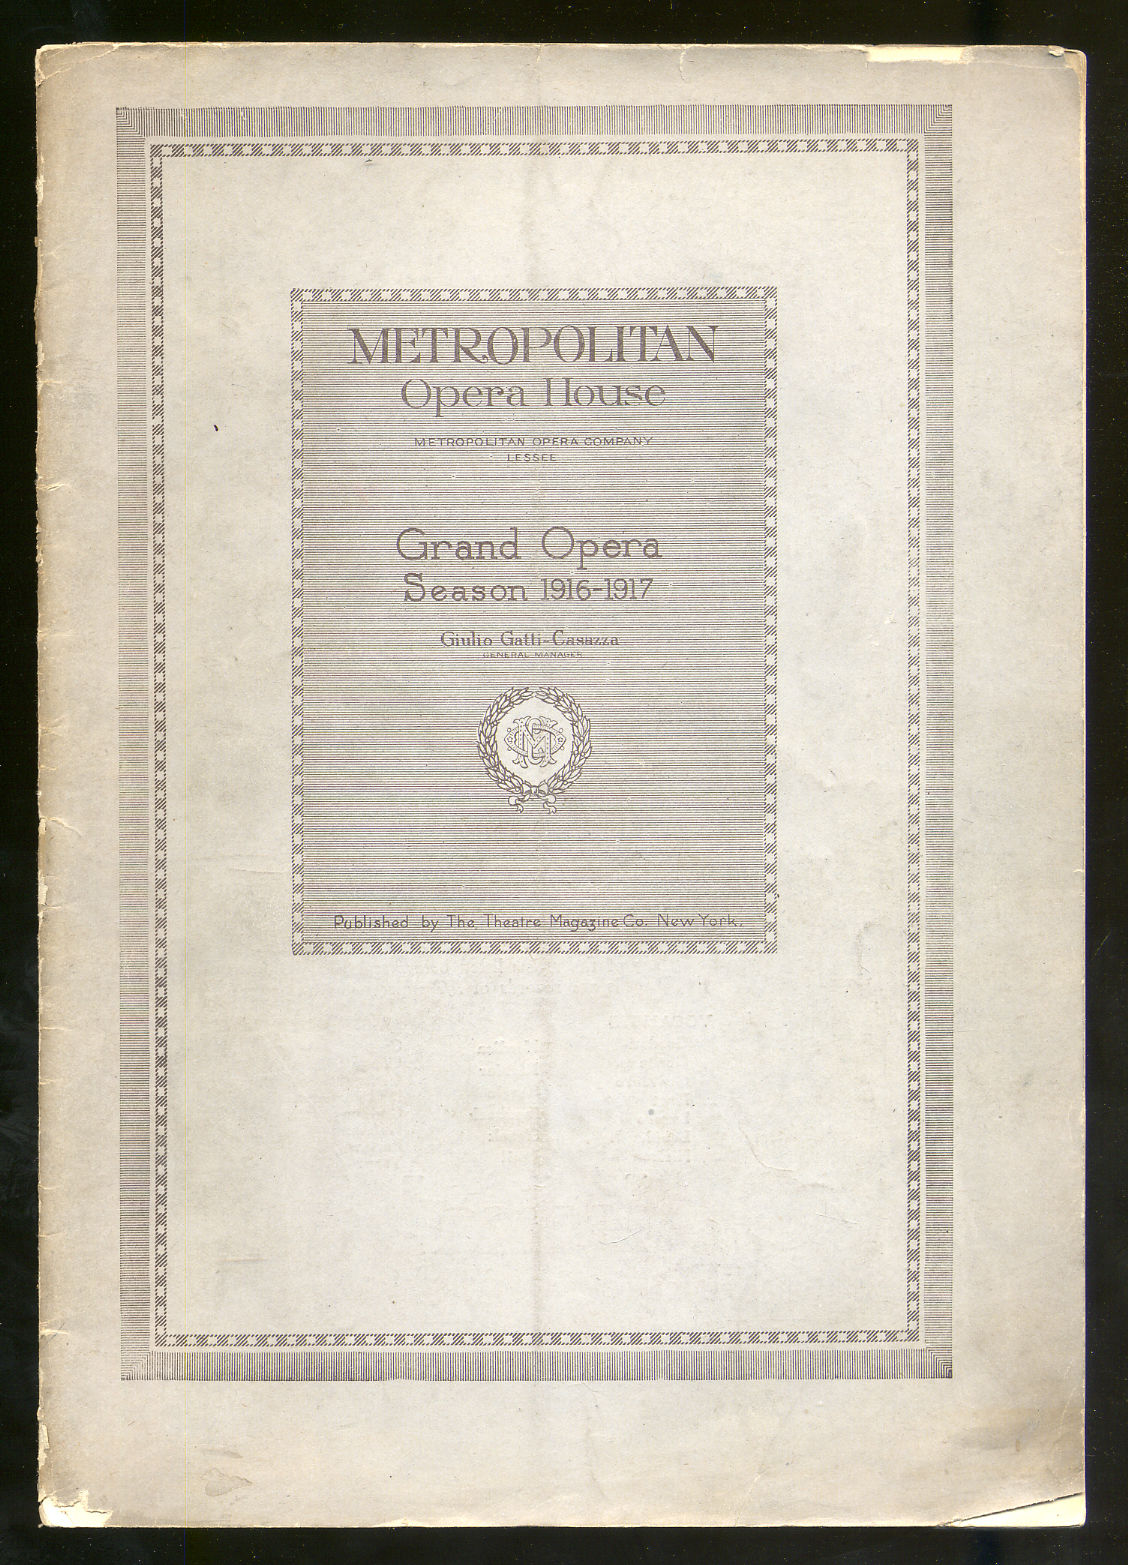 METROPOLITAN
Opera House
METROPOLITAN OPERA COMPANY
LESSEE
Grand Opera
Season 1916-1917
Giulio Gatti-Casazza
GENERAL MANAGER
Published by The Theatre Magazine Co. New York.